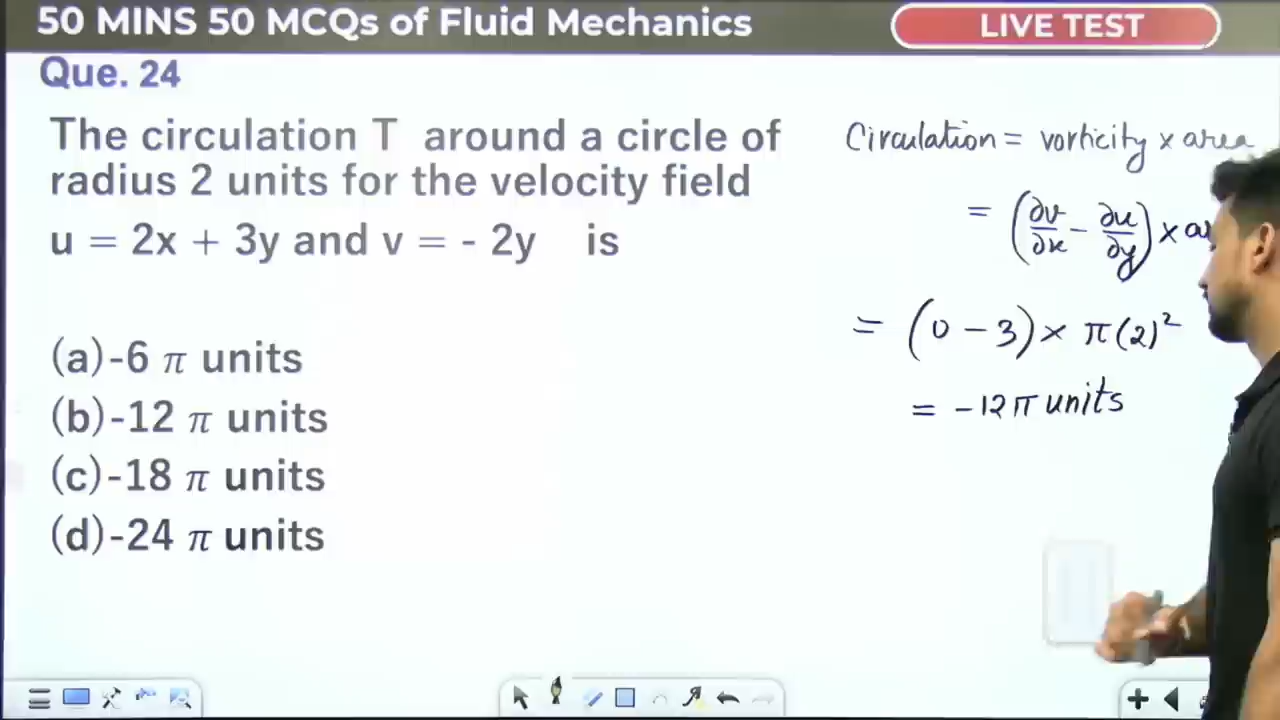 50 MINS 50 MCQs of Fluid Mechanics
LIVE TEST
Que. 24
The circulation T around a circle of
radius 2 units for the velocity field
u = 2x + 3y and v = - 2y is
(a)-6 π units
(b)-12 π units
(c)-18 π units
(d)-24 π units
Circulation = vorticity × area
= (∂v/∂x - ∂u/∂y) ×
= (0 - 3) × π(2)²
= -12π units